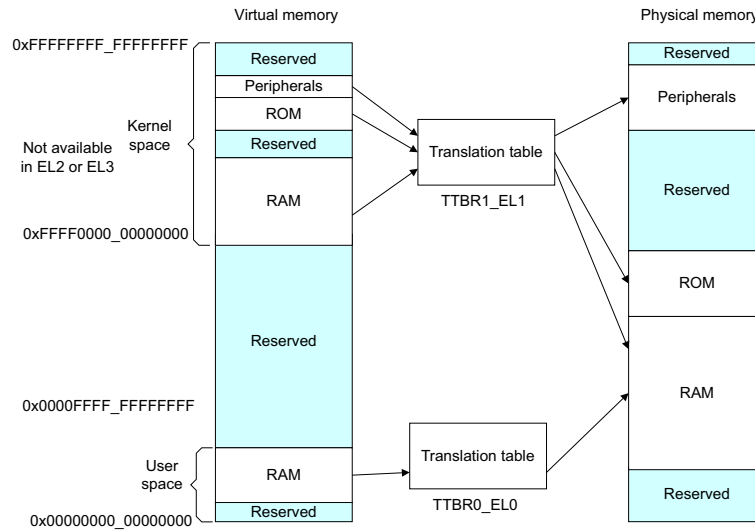 Virtual memory
Physical memory
0xFFFFFFFF_FFFFFFFF
Reserved
Peripherals
ROM
Reserved
RAM
Kernel
space
Not available
in EL2 or EL3
0xFFFF0000_00000000
Reserved
0x0000FFFF_FFFFFFFF
User
space
RAM
Reserved
0x00000000_00000000
Translation table
TTBR1_EL1
Translation table
TTBR0_EL0
Reserved
Peripherals
Reserved
ROM
RAM
Reserved